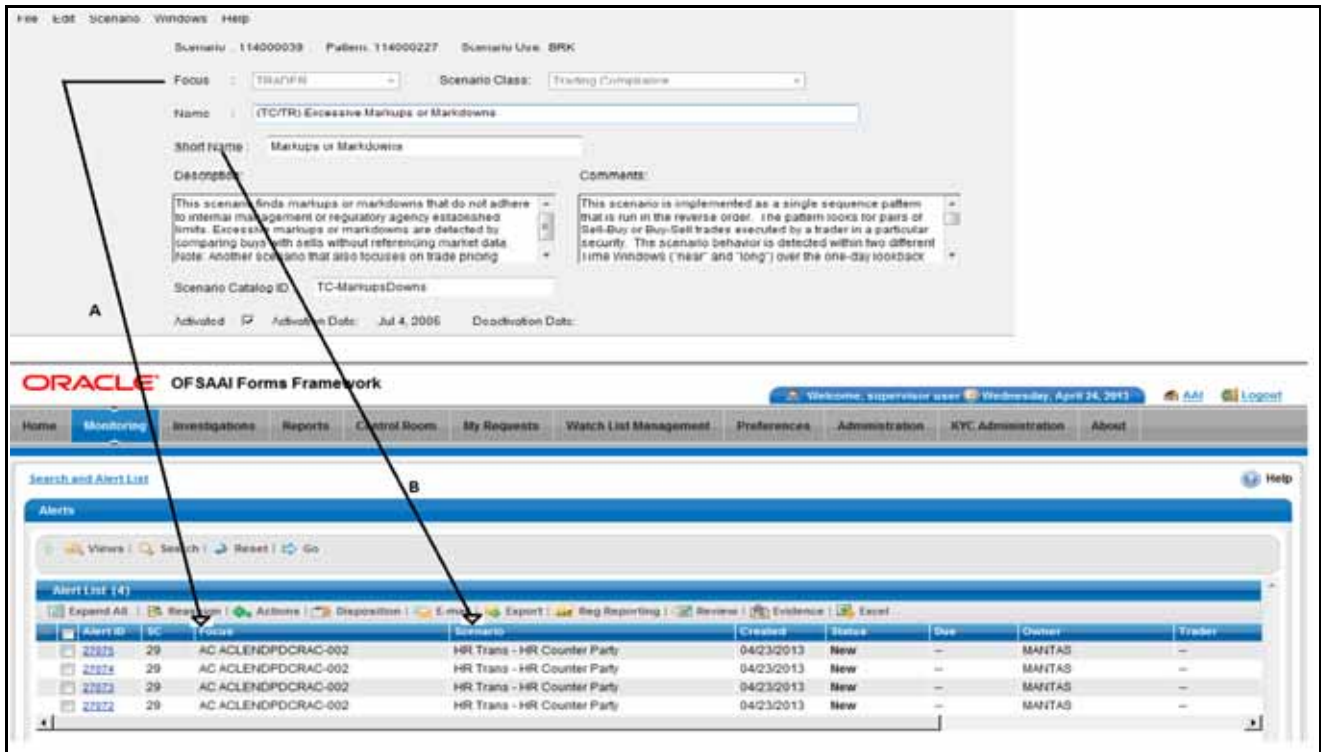 File Edit Scenario Windows Help
Scenario : 114000039 Pattern: 114000227 Scenario Use: BRK
Focus : TRADER Scenario Class: Trading Compliance
Name : (TC/TR) Excessive Markups or Markdowns
Short Name : Markups or Markdowns
Description: Comments:
This scenario finds markups or markdowns that do not adhere
to internal management or regulatory agency established
limits. Excessive markups or markdowns are detected by
comparing buys with sells without referencing market data.
Note: Another scenario that also focuses on trade pricing
This scenario is implemented as a single sequence pattern
that is run in the reverse order. The pattern looks for pairs of
Sell-Buy or Buy-Sell trades executed by a trader in a particular
security. The scenario behavior is detected within two different
Time Windows ("near" and "long") over the one-day lookback
Scenario Catalog ID TC-MarkupsDowns
A
Activated Activation Date: Jul 4, 2006 Deactivation Date:
ORACLE OFSAAI Forms Framework
Welcome, supervisor user Wednesday, April 24, 2013 AAI Logout
Home Monitoring Investigations Reports Control Room My Requests Watch List Management Preferences Administration KYC Administration About
Search and Alert List B Help
Alerts
Views | Search | Reset | Go
Alert List (4)
Expand All | Reassign | Actions | Disposition | E-mail | Export | Reg Reporting | Review | Evidence | Excel
Alert ID SC Focus Scenario Created Status Due Owner Trader
27075 29 AC ACLENDPDCRAC-002 HR Trans - HR Counter Party 04/23/2013 New -- MANTAS --
27074 29 AC ACLENDPDCRAC-002 HR Trans - HR Counter Party 04/23/2013 New -- MANTAS --
27073 29 AC ACLENDPDCRAC-002 HR Trans - HR Counter Party 04/23/2013 New -- MANTAS --
27072 29 AC ACLENDPDCRAC-002 HR Trans - HR Counter Party 04/23/2013 New -- MANTAS --